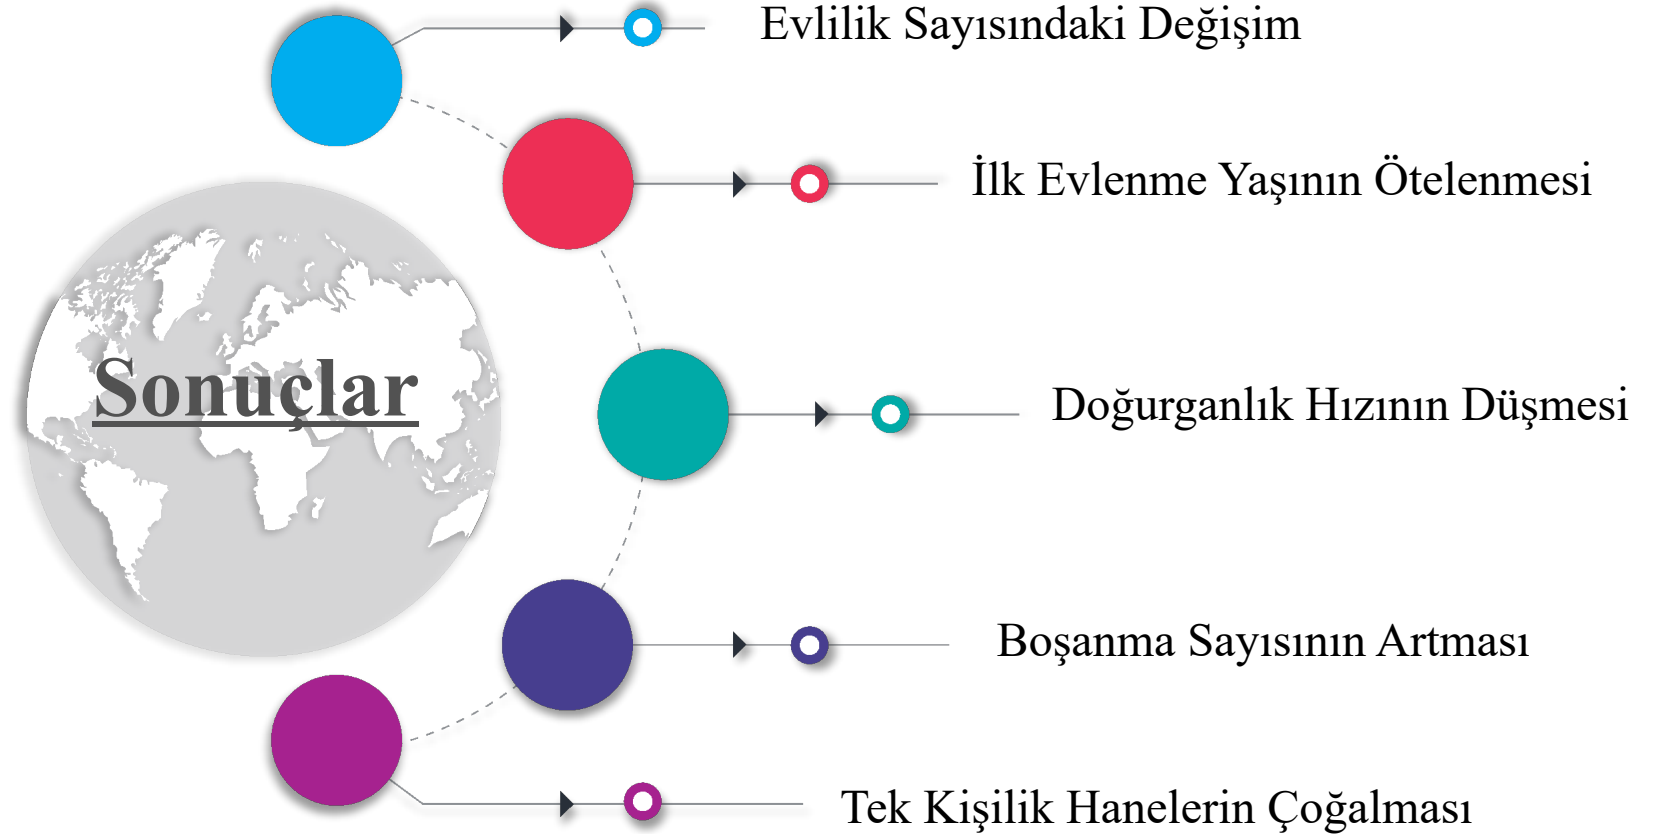 Evlilik Sayısındaki Değişim
İlk Evlenme Yaşının Ötelenmesi
Sonuçlar
Doğurganlık Hızının Düşmesi
Boşanma Sayısının Artması
Tek Kişilik Hanelerin Çoğalması